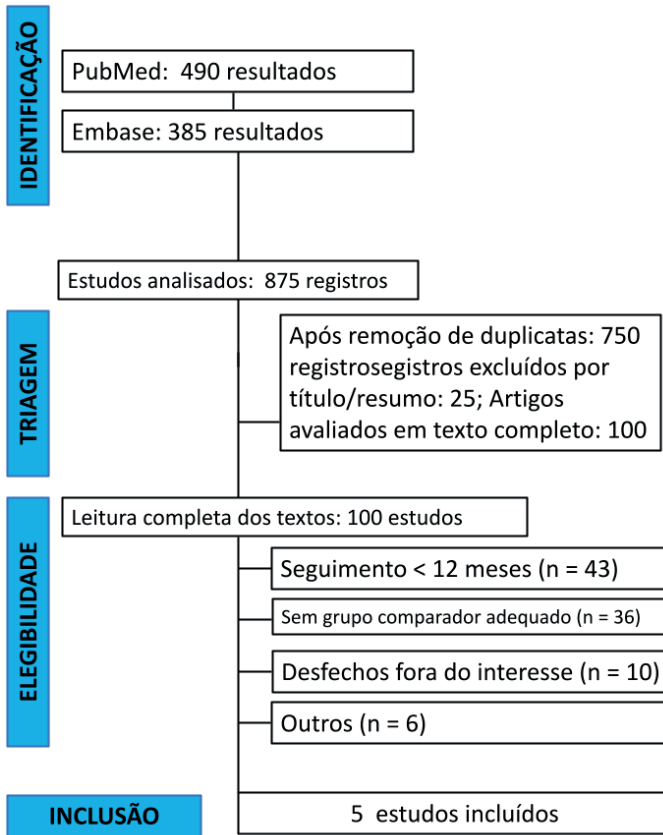 IDENTIFICAÇÃO
PubMed: 490 resultados
Embase: 385 resultados
Estudos analisados: 875 registros
TRIAGEM
Após remoção de duplicatas: 750
registrosegistros excluídos por
título/resumo: 25; Artigos
avaliados em texto completo: 100
ELEGIBILIDADE
Leitura completa dos textos: 100 estudos
Seguimento < 12 meses (n = 43)
Sem grupo comparador adequado (n = 36)
Desfechos fora do interesse (n = 10)
Outros (n = 6)
INCLUSÃO
5 estudos incluídos